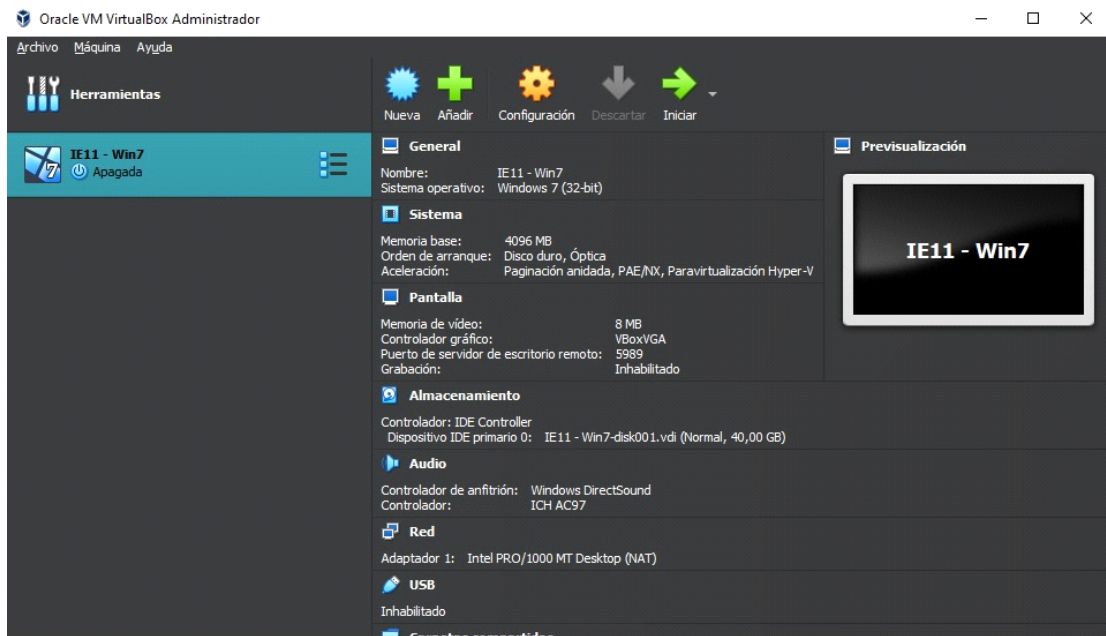 Oracle VM VirtualBox Administrador
Archivo Máquina Ayuda
Herramientas
Nueva Añadir Configuración Descartar Iniciar
IE11 - Win7
Apagada
General
Nombre: IE11 - Win7
Sistema operativo: Windows 7 (32-bit)
Sistema
Memoria base: 4096 MB
Orden de arranque: Disco duro, Óptica
Aceleración: Paginación anidada, PAE/NX, Paravirtualización Hyper-V
Pantalla
Memoria de vídeo: 8 MB
Controlador gráfico: VBoxVGA
Puerto de servidor de escritorio remoto: 5989
Grabación: Inhabilitado
Previsualización
IE11 - Win7
Almacenamiento
Controlador: IDE Controller
Dispositivo IDE primario 0: IE11 - Win7-disk001.vdi (Normal, 40,00 GB)
Audio
Controlador de anfitrión: Windows DirectSound
Controlador: ICH AC97
Red
Adaptador 1: Intel PRO/1000 MT Desktop (NAT)
USB
Inhabilitado